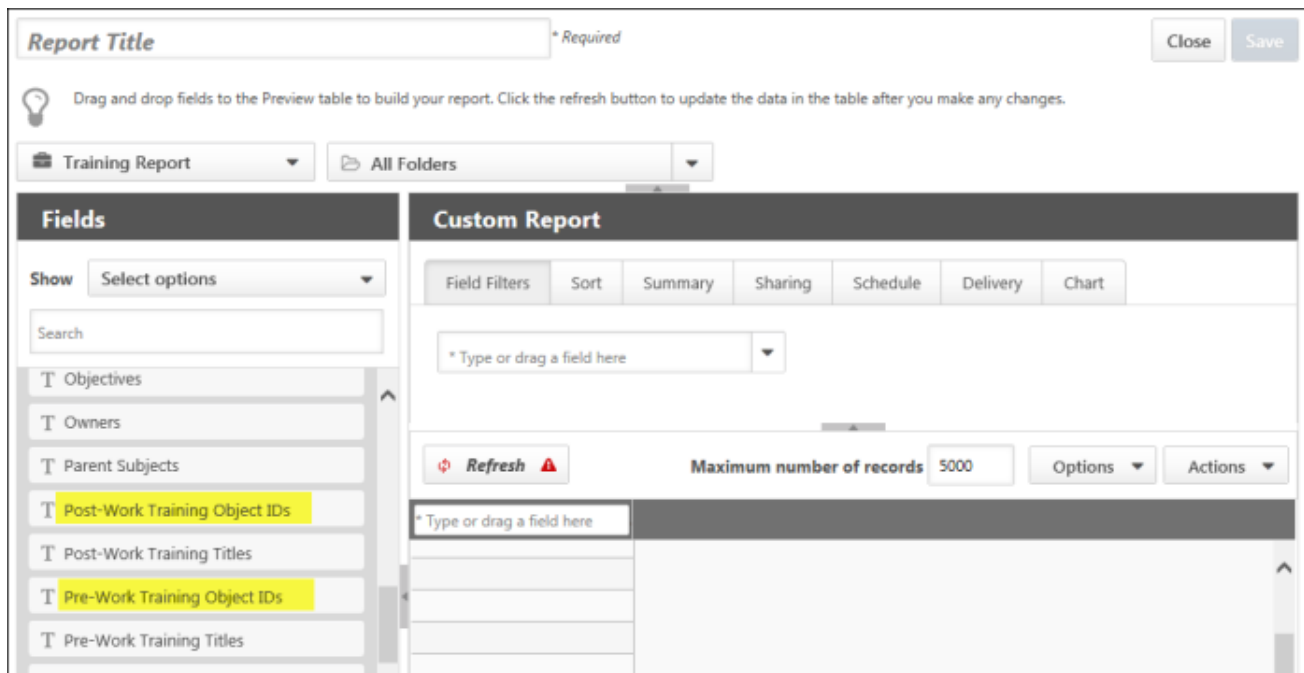 Report Title
* Required
Close
Save
Drag and drop fields to the Preview table to build your report. Click the refresh button to update the data in the table after you make any changes.
Training Report
All Folders
Fields
Custom Report
Show
Select options
Field Filters
Sort
Summary
Sharing
Schedule
Delivery
Chart
Search
* Type or drag a field here
T Objectives
T Owners
T Parent Subjects
T Post-Work Training Object IDs
T Post-Work Training Titles
T Pre-Work Training Object IDs
T Pre-Work Training Titles
Refresh
Maximum number of records 5000
Options
Actions
* Type or drag a field here